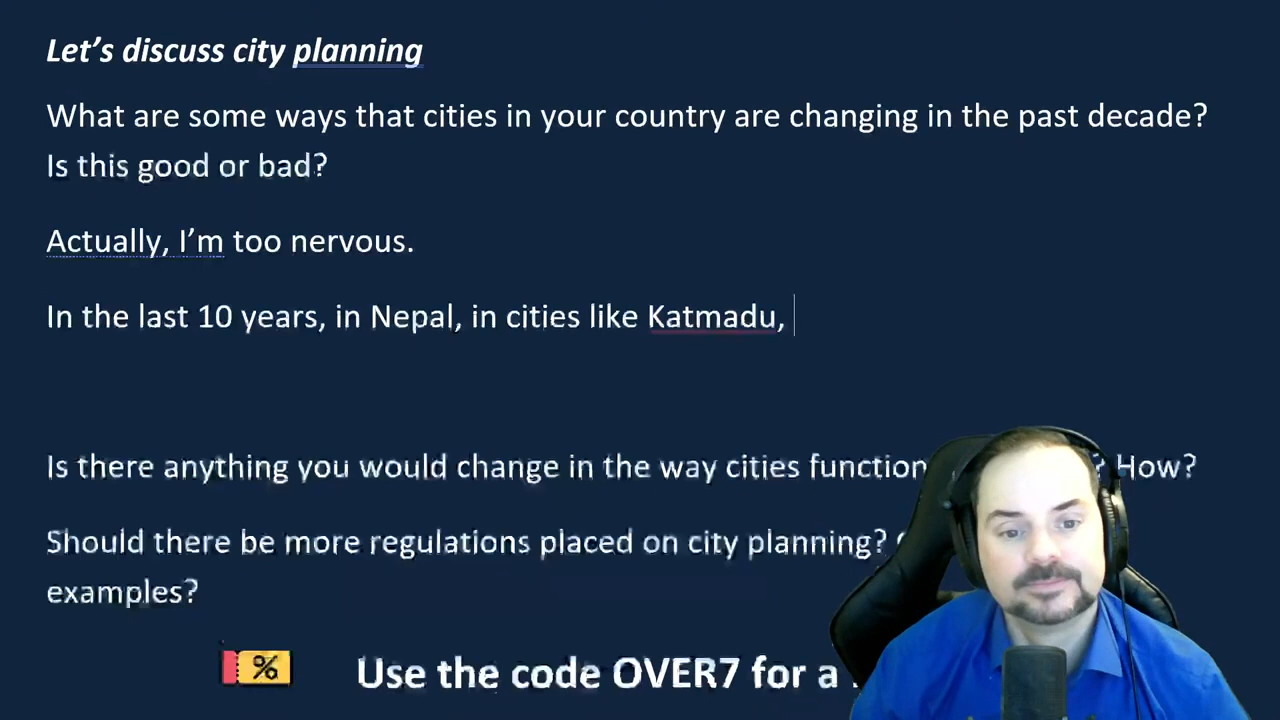 Let's discuss city planning
What are some ways that cities in your country are changing in the past decade?
Is this good or bad?
Actually, I'm too nervous.
In the last 10 years, in Nepal, in cities like Katmadu,
Is there anything you would change in the way cities function ? How?
Should there be more regulations placed on city planning?
examples?
%
Use the code OVER7 for a